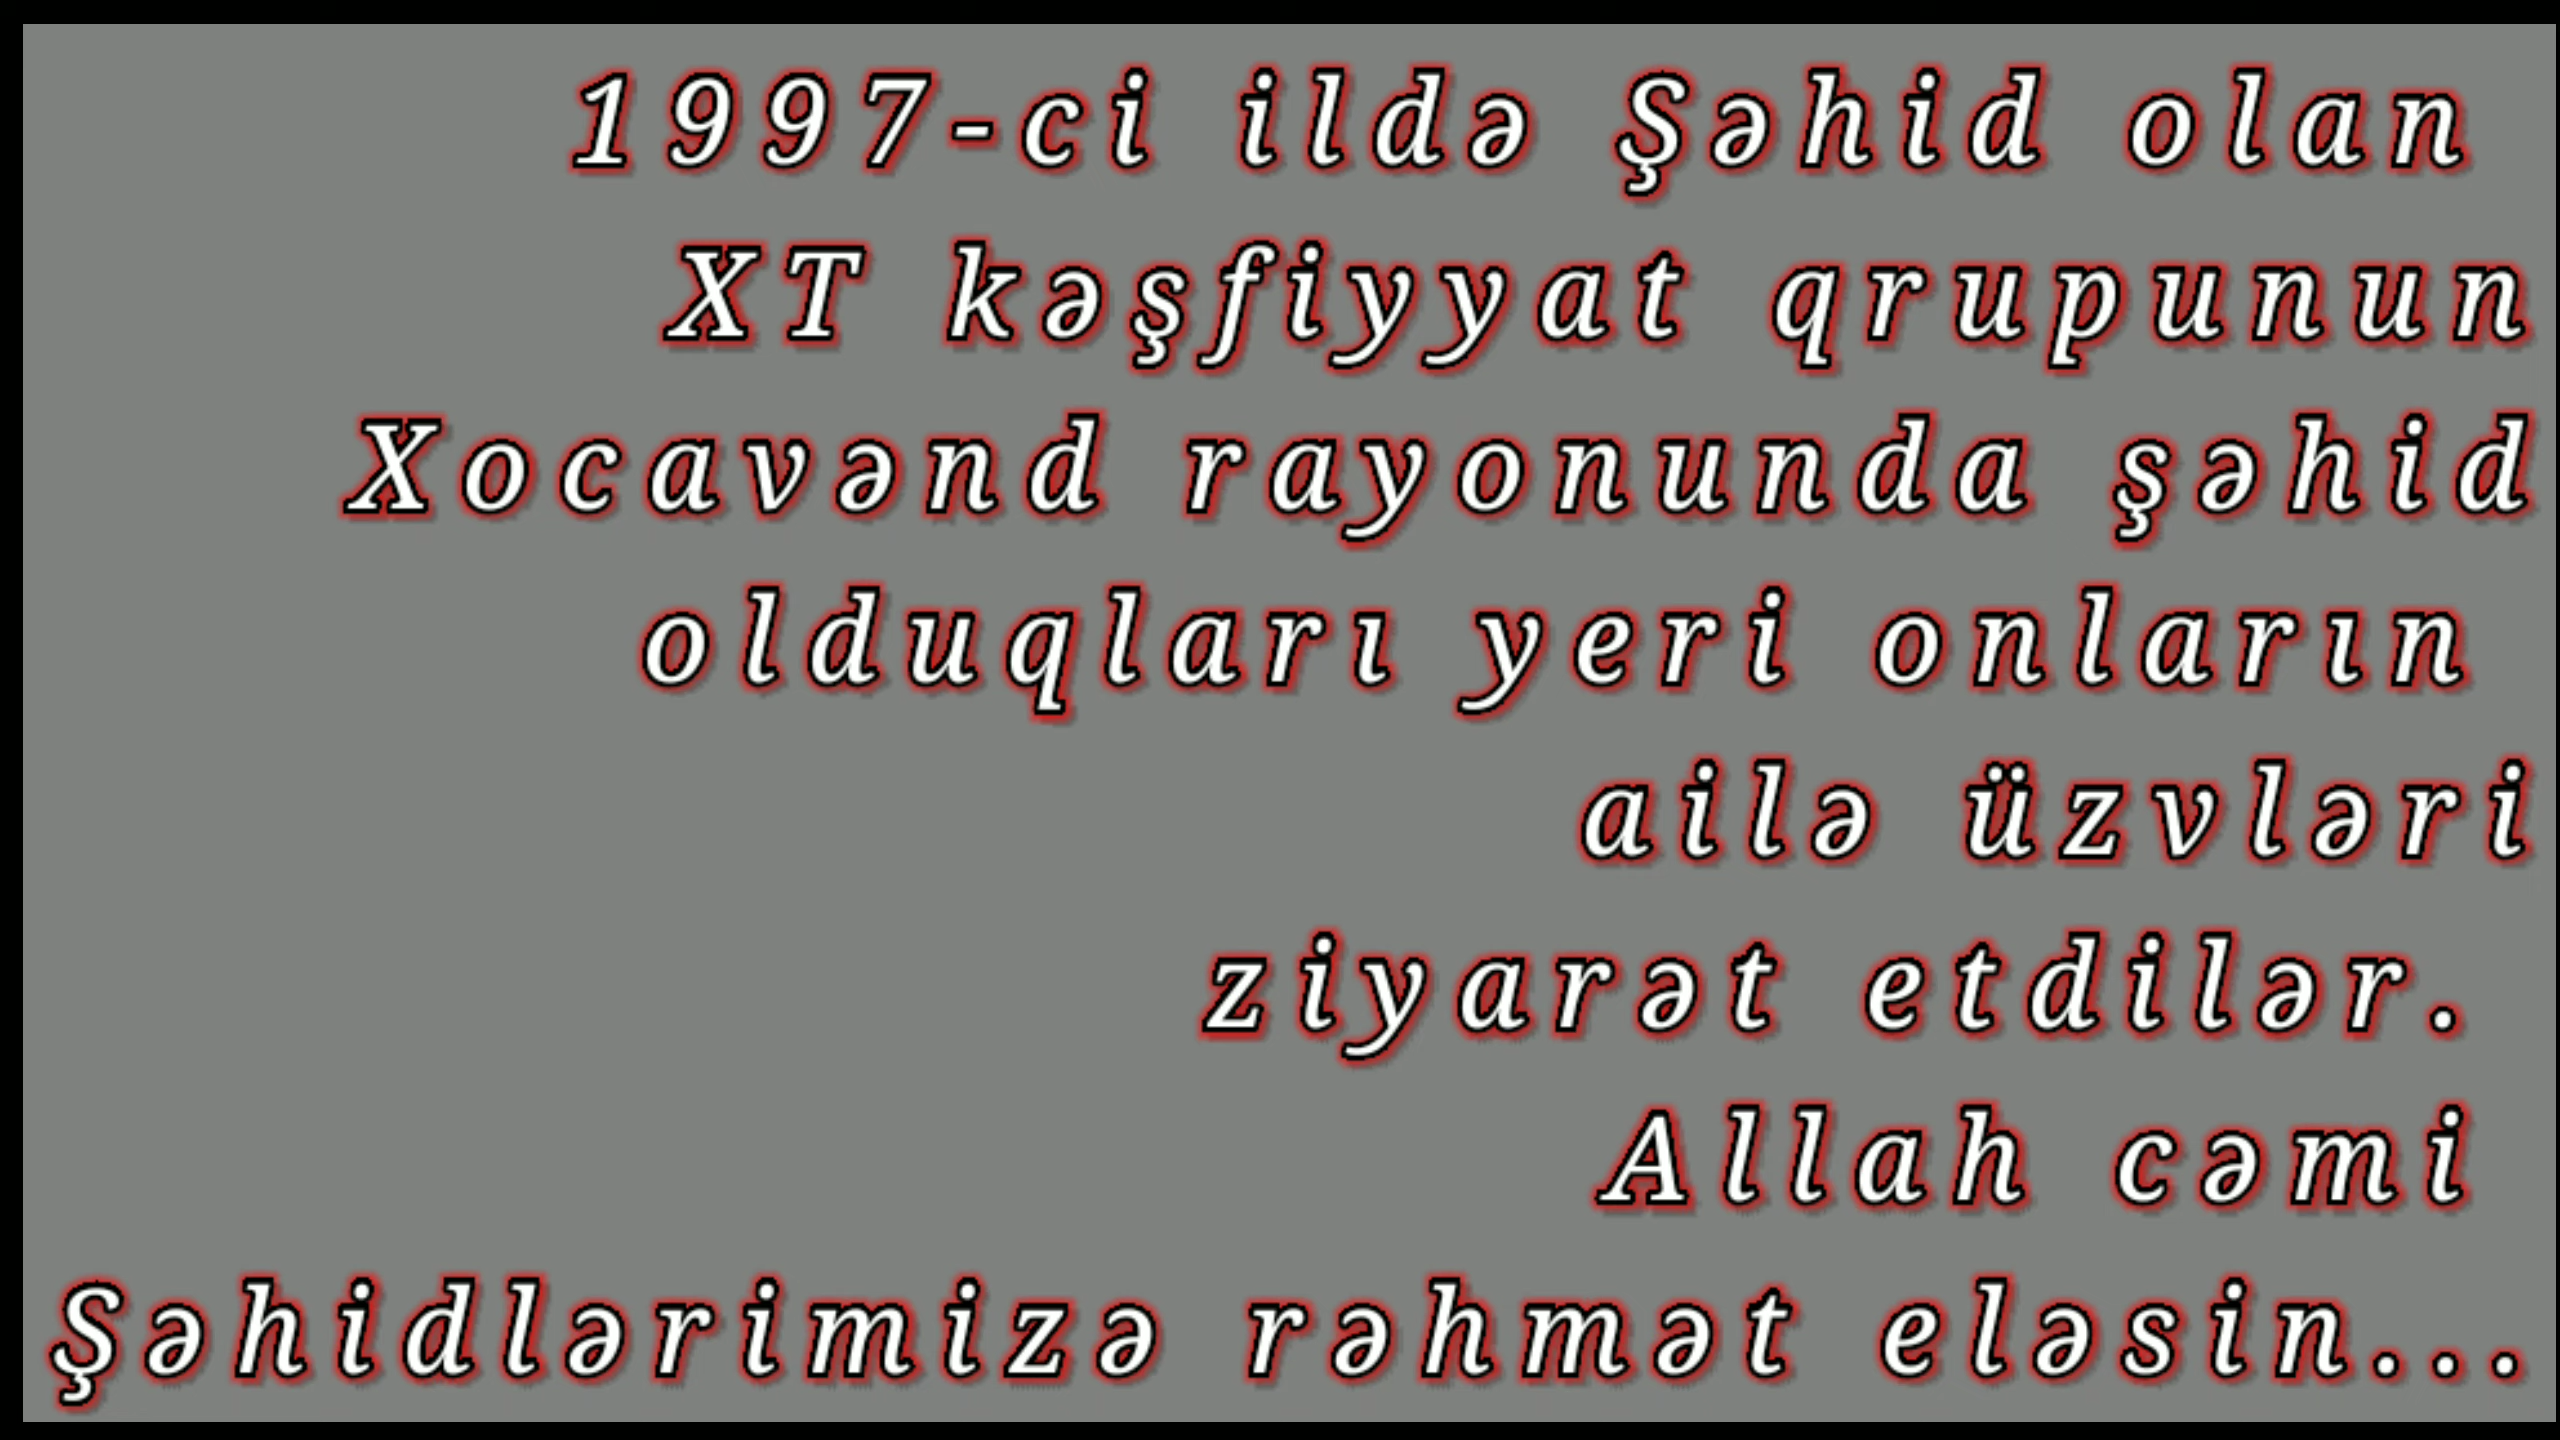 1997-ci ildə Şəhid olan
XT kəşfiyyat qrupunun
Xocavənd rayonunda şəhid
olduqları yeri onların
ailə üzvləri
ziyarət etdilər.
Allah cəmi
Şəhidlərimizə rəhmət eləsin...